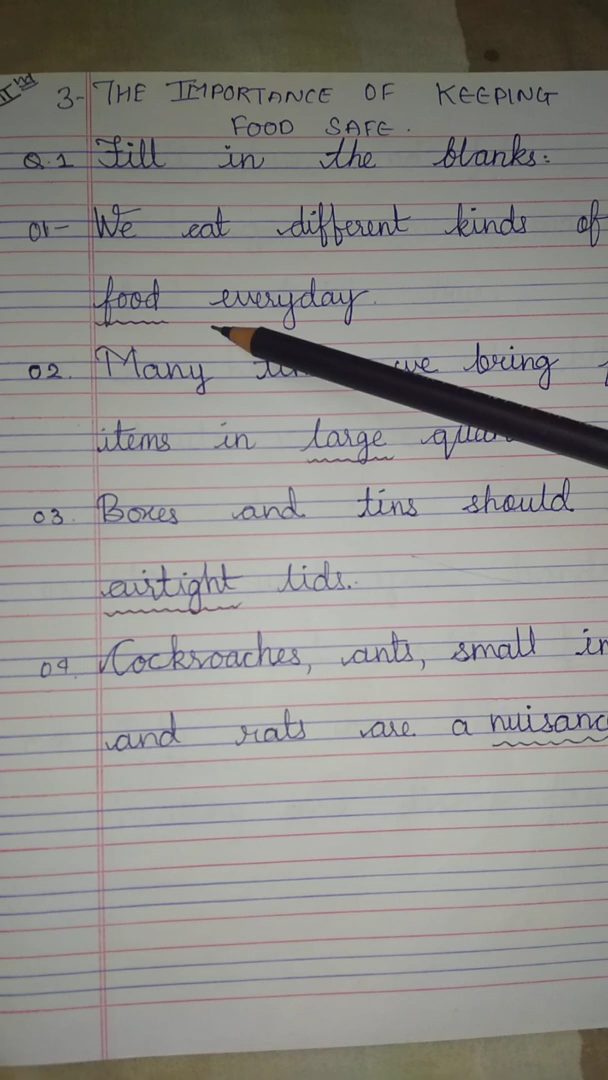 IInd
3- THE IMPORTANCE OF KEEPING
FOOD SAFE.
Q.1 Fill in the blanks:
01- We eat different kinds of
food everyday.
02. Many we bring
items in large
03. Boxes and tins should
airtight lids.
04. Cockroaches, ants, small
and rats are a